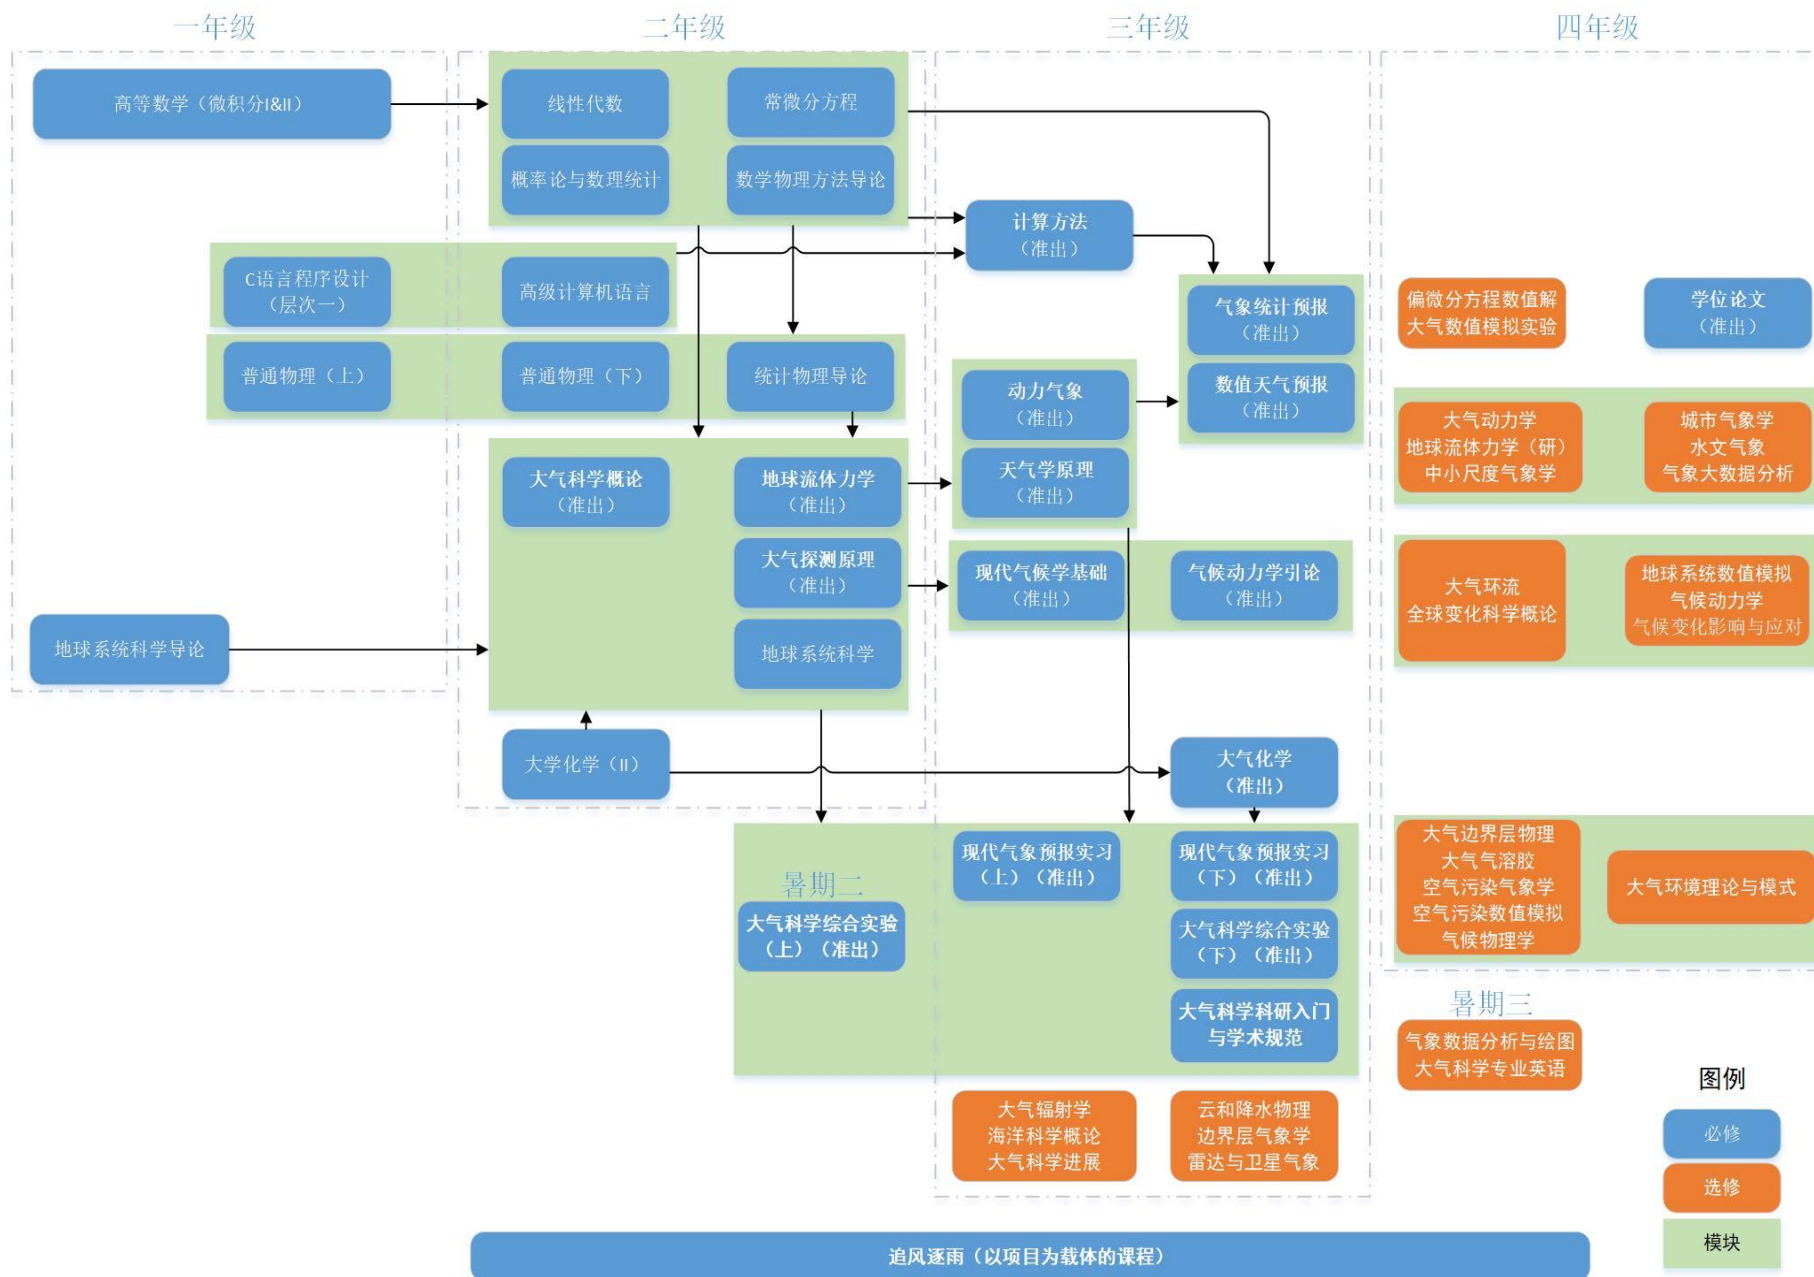 一年级
二年级
三年级
四年级
高等数学（微积分I&II）
线性代数
常微分方程
概率论与数理统计
数学物理方法导论
计算方法
（准出）
C语言程序设计
（层次一）
高级计算机语言
气象统计预报
（准出）
偏微分方程数值解
大气数值模拟实验
学位论文
（准出）
普通物理（上）
普通物理（下）
统计物理导论
动力气象
（准出）
数值天气预报
（准出）
大气动力学
地球流体力学（研）
中小尺度气象学
城市气象学
水文气象
气象大数据分析
大气科学概论
（准出）
地球流体力学
（准出）
天气学原理
（准出）
大气探测原理
（准出）
现代气候学基础
（准出）
气候动力学引论
（准出）
大气环流
全球变化科学概论
地球系统数值模拟
气候动力学
气候变化影响与应对
地球系统科学导论
地球系统科学
大学化学（II）
大气化学
（准出）
暑期二
大气科学综合实验
（上）（准出）
现代气象预报实习
（上）（准出）
现代气象预报实习
（下）（准出）
大气科学综合实验
（下）（准出）
大气科学科研入门
与学术规范
大气边界层物理
大气气溶胶
空气污染气象学
空气污染数值模拟
气候物理学
大气环境理论与模式
暑期三
气象数据分析与绘图
大气科学专业英语
大气辐射学
海洋科学概论
大气科学进展
云和降水物理
边界层气象学
雷达与卫星气象
图例
必修
选修
模块
追风逐雨（以项目为载体的课程）